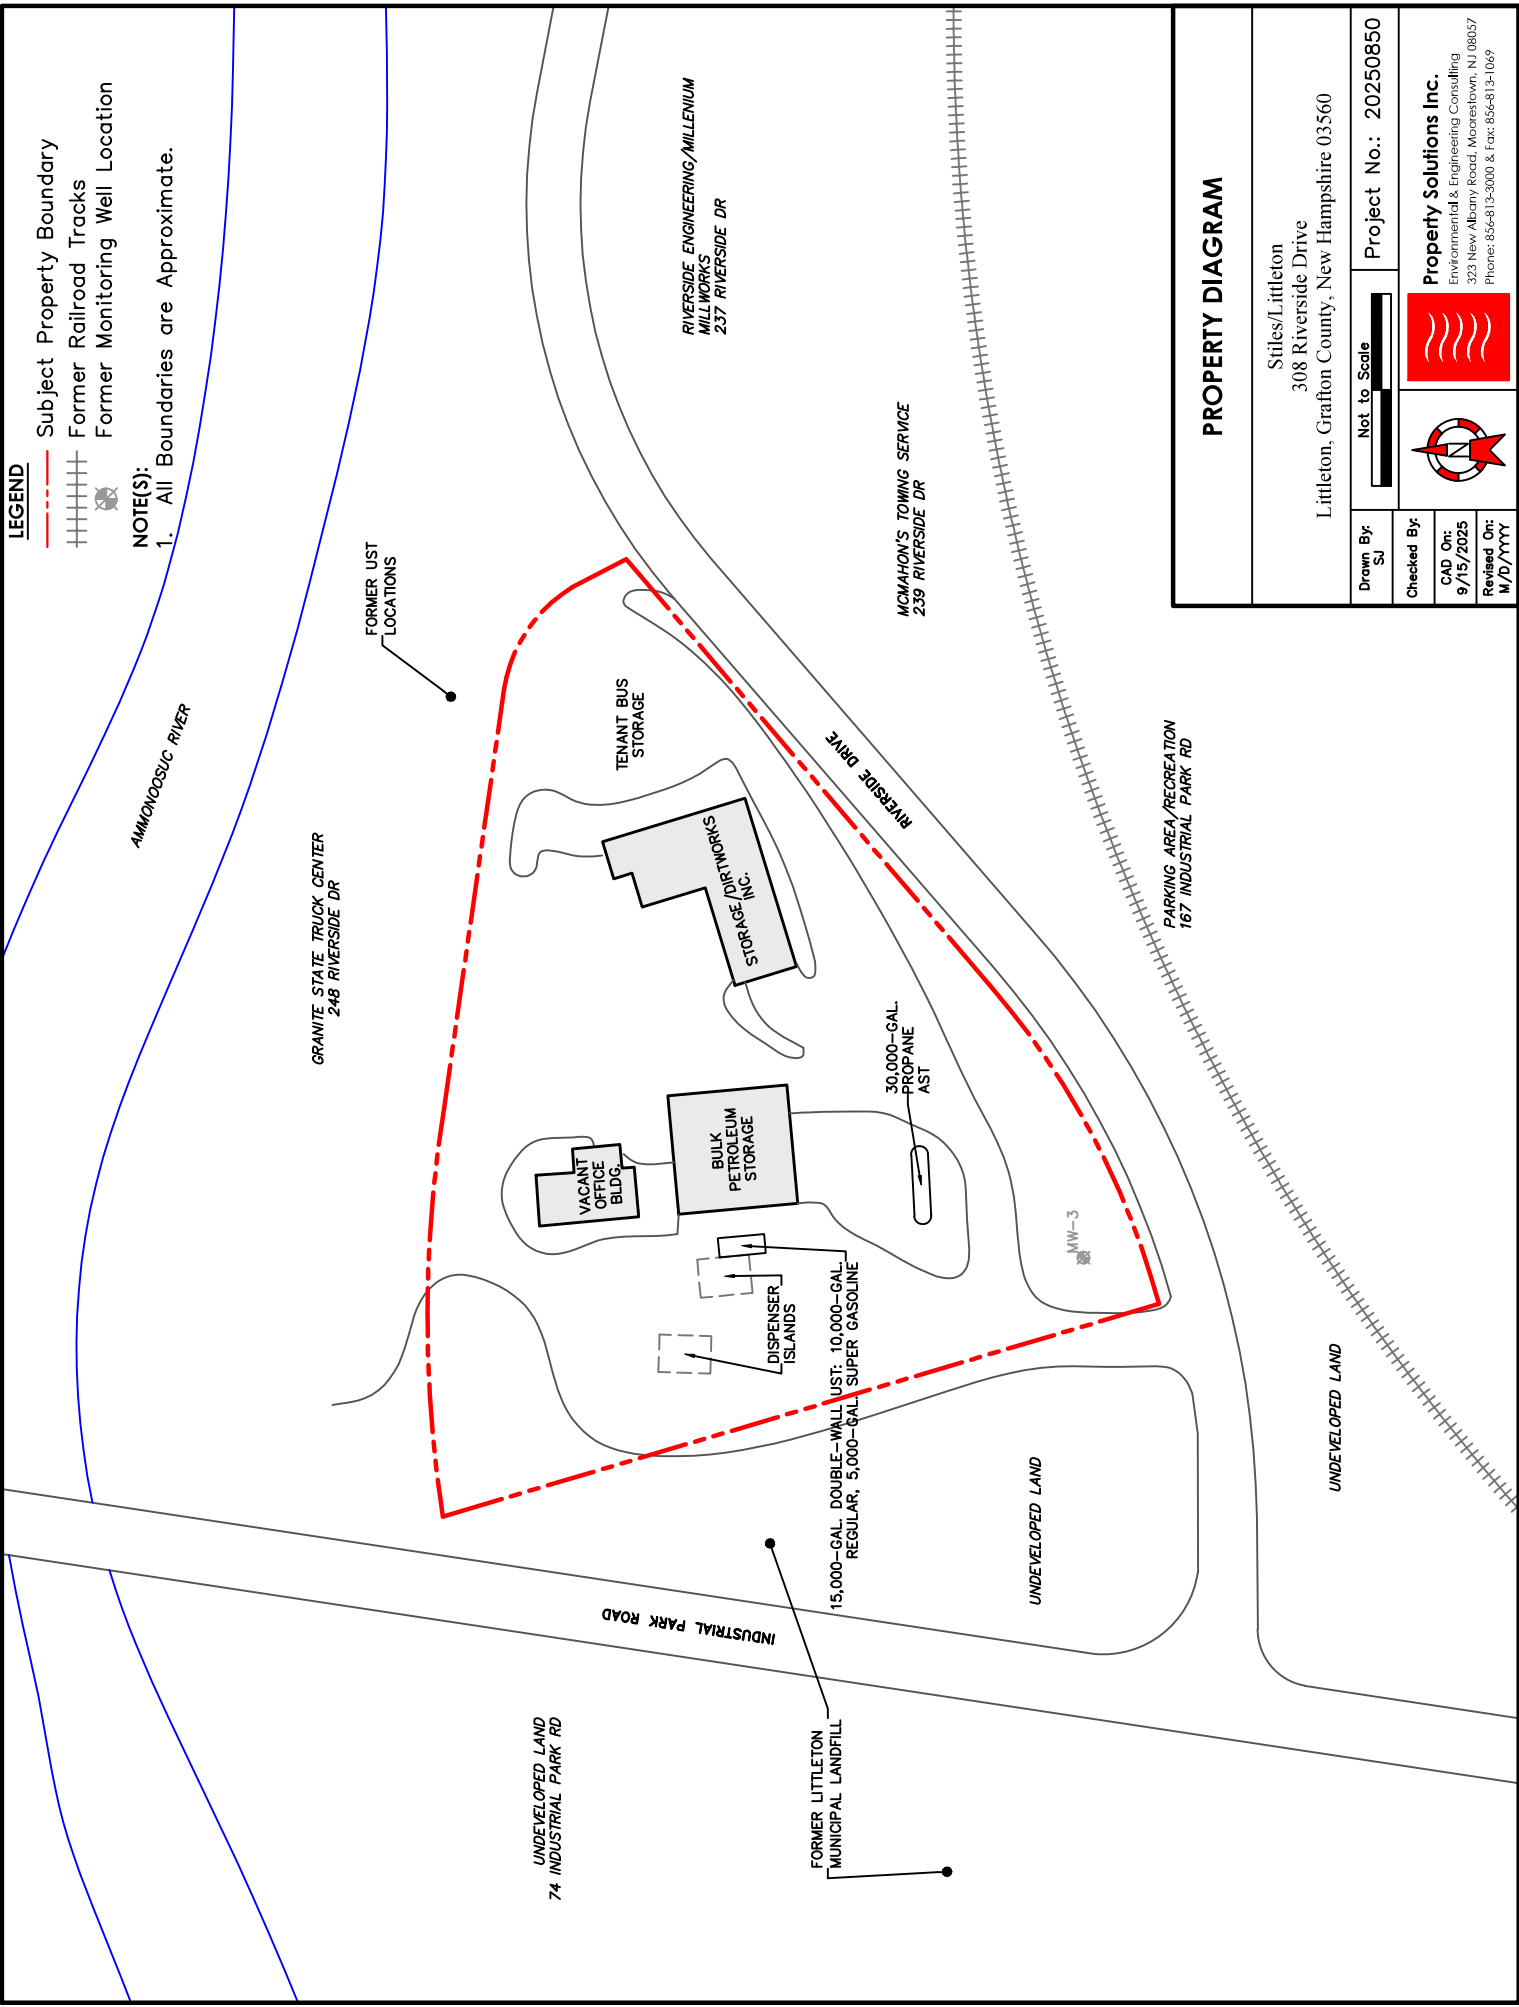 LEGEND
Subject Property Boundary
Former Railroad Tracks
Former Monitoring Well Location
NOTE(S):
1. All Boundaries are Approximate.
AMMONOOSUC RIVER
FORMER UST
LOCATIONS
GRANITE STATE TRUCK CENTER
248 RIVERSIDE DR
RIVERSIDE ENGINEERING/MILLENIUM
MILLWORKS
237 RIVERSIDE DR
TENANT BUS
STORAGE
STORAGE/DIRTWORKS
INC.
RIVERSIDE DRIVE
MCMAHON'S TOWING SERVICE
239 RIVERSIDE DR
VACANT
OFFICE
BLDG.
BULK
PETROLEUM
STORAGE
30,000-GAL.
PROPANE
AST
DISPENSER
ISLANDS
15,000-GAL. DOUBLE-WALL UST: 10,000-GAL.
REGULAR, 5,000-GAL. SUPER GASOLINE
MW-3
PARKING AREA/RECREATION
167 INDUSTRIAL PARK RD
UNDEVELOPED LAND
UNDEVELOPED LAND
INDUSTRIAL PARK ROAD
UNDEVELOPED LAND
74 INDUSTRIAL PARK RD
FORMER LITTLETON
MUNICIPAL LANDFILL
PROPERTY DIAGRAM
Stiles/Littleton
308 Riverside Drive
Littleton, Grafton County, New Hampshire 03560
Drawn By:
SJ
Not to Scale
Project No.: 20250850
Checked By:
CAD On:
9/15/2025
Revised On:
M/D/YYYY
N
Property Solutions Inc.
Environmental & Engineering Consulting
323 New Albany Road, Moorestown, NJ 08057
Phone: 856-813-3000 & Fax: 856-813-1069